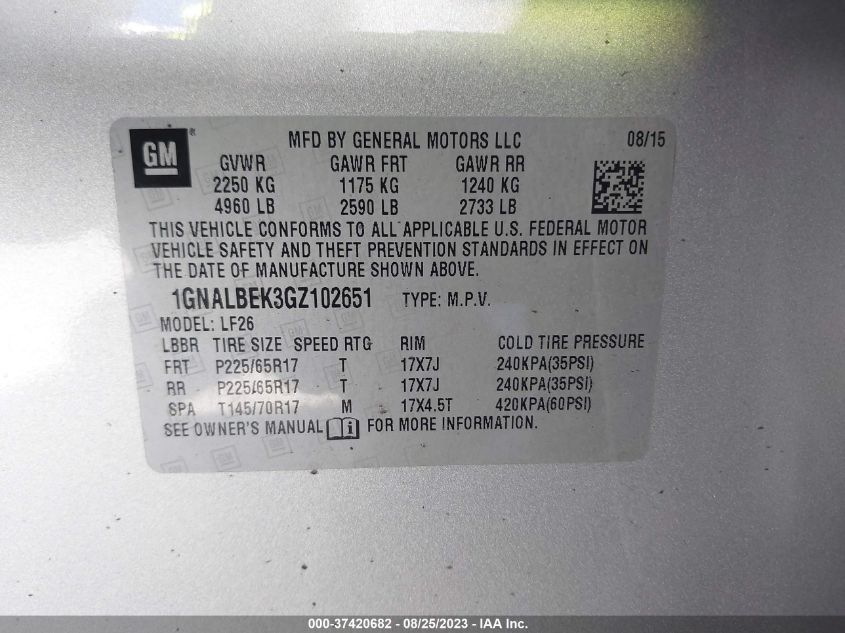 GM ® MFD BY GENERAL MOTORS LLC 08/15
GVWR GAWR FRT GAWR RR
2250 KG 1175 KG 1240 KG
4960 LB 2590 LB 2733 LB
THIS VEHICLE CONFORMS TO ALL APPLICABLE U.S. FEDERAL MOTOR
VEHICLE SAFETY AND THEFT PREVENTION STANDARDS IN EFFECT ON
THE DATE OF MANUFACTURE SHOWN ABOVE.
1GNALBEK3GZ102651 TYPE: M.P.V.
MODEL: LF26
LBBR TIRE SIZE SPEED RTG RIM COLD TIRE PRESSURE
FRT P225/65R17 T 17X7J 240KPA(35PSI)
RR P225/65R17 T 17X7J 240KPA(35PSI)
SPA T145/70R17 M 17X4.5T 420KPA(60PSI)
SEE OWNER'S MANUAL i FOR MORE INFORMATION.
000-37420682 - 08/25/2023 - IAA Inc.